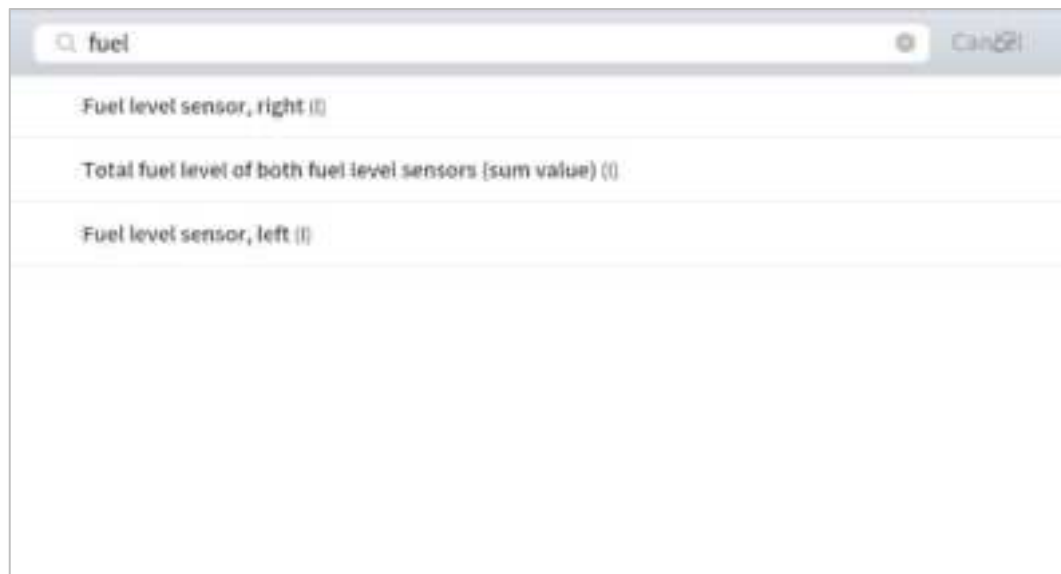 fuel Cancel
Fuel level sensor, right (l)
Total fuel level of both fuel level sensors (sum value) (l)
Fuel level sensor, left (l)